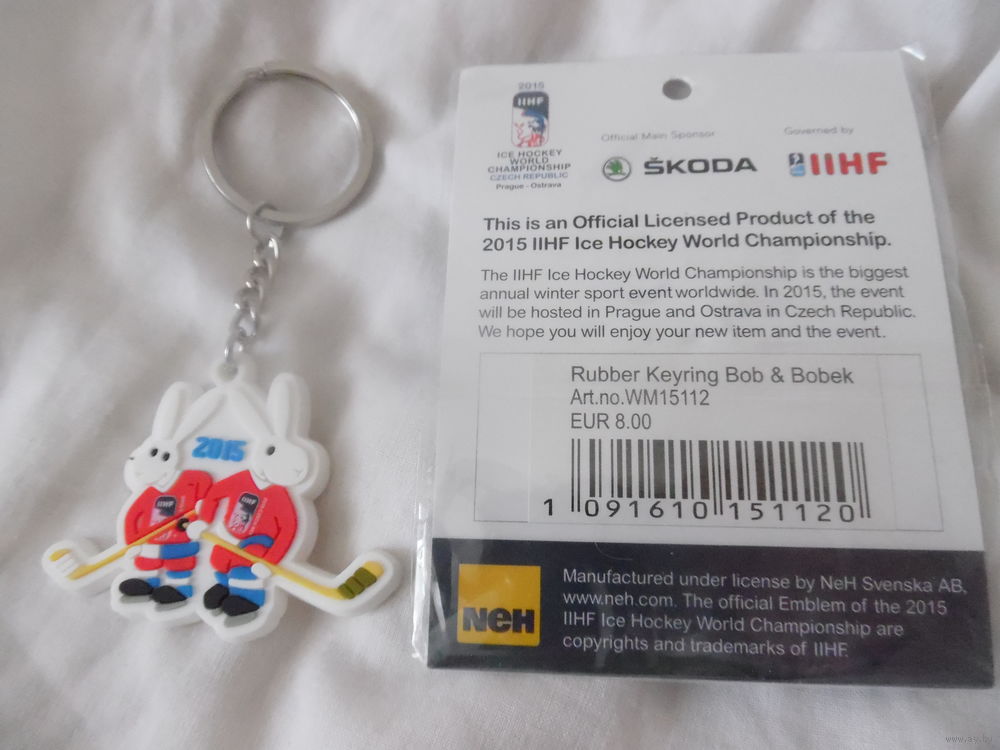 2015
IIHF
ICE HOCKEY
WORLD
CHAMPIONSHIP
CZECH REPUBLIC
Prague - Ostrava
Official Main Sponsor
ŠKODA
Governed by
IIHF
This is an Official Licensed Product of the
2015 IIHF Ice Hockey World Championship.
The IIHF Ice Hockey World Championship is the biggest
annual winter sport event worldwide. In 2015, the event
will be hosted in Prague and Ostrava in Czech Republic.
We hope you will enjoy your new item and the event.
Rubber Keyring Bob & Bobek
Art.no.WM15112
EUR 8.00
1 091610 151120
NeH
Manufactured under license by NeH Svenska AB,
www.neh.com. The official Emblem of the 2015
IIHF Ice Hockey World Championship are
copyrights and trademarks of IIHF.
2015
IIHF
IIHF